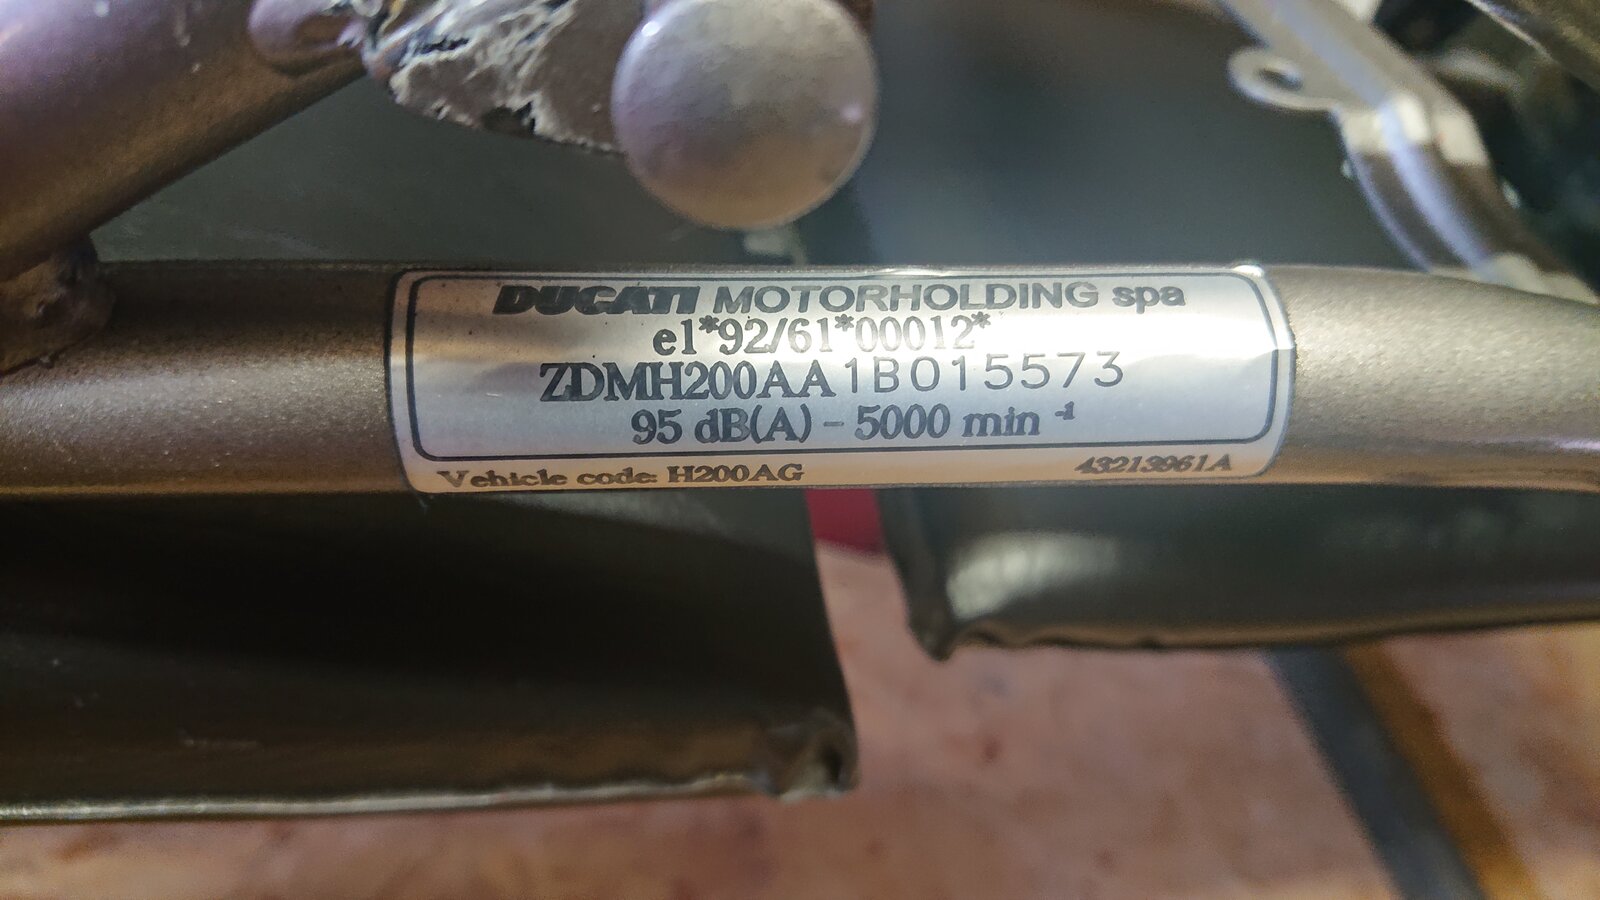 DUCATI MOTORHOLDING spa
e1*92/61*00012*
ZDMH200AA1B015573
95 dB(A) - 5000 min -1
Vehicle code: H200AG 43213961A